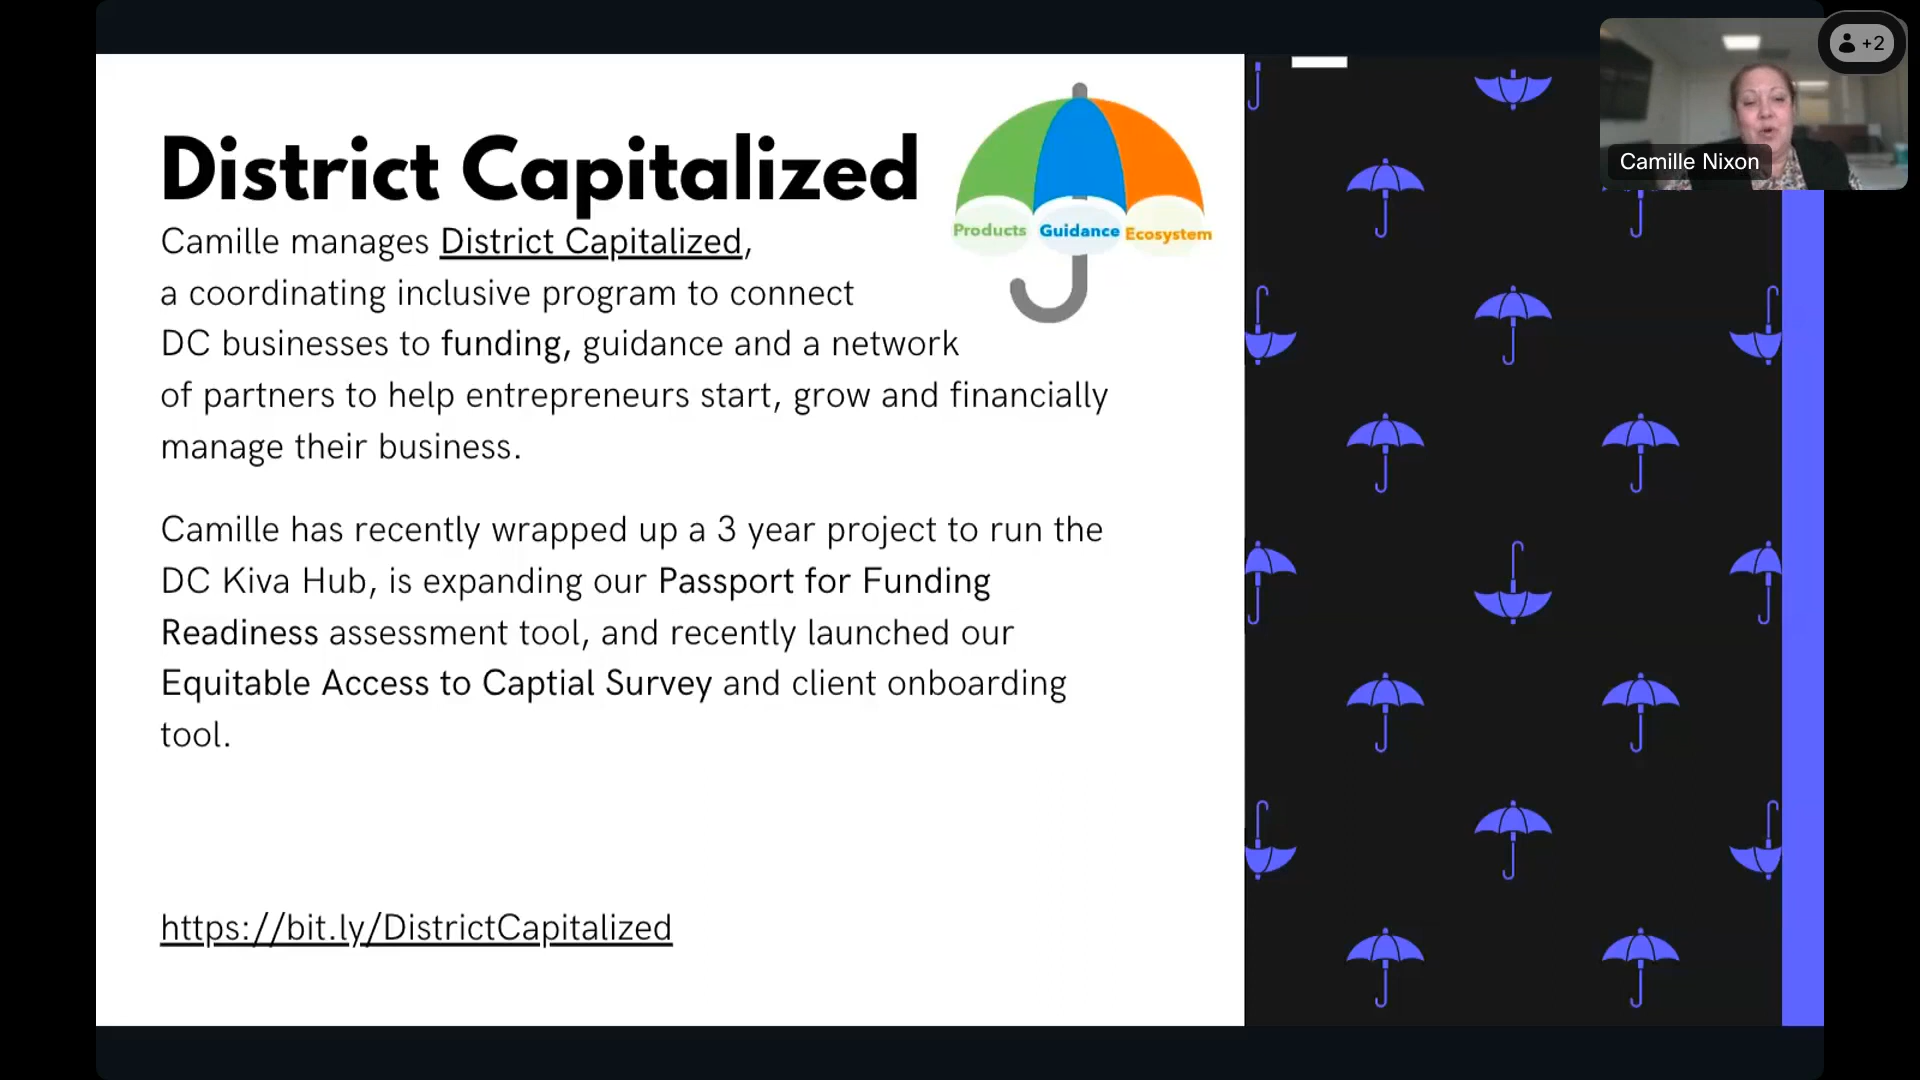 District Capitalized
Products Guidance Ecosystem
Camille manages District Capitalized,
a coordinating inclusive program to connect
DC businesses to funding, guidance and a network
of partners to help entrepreneurs start, grow and financially
manage their business.
Camille has recently wrapped up a 3 year project to run the
DC Kiva Hub, is expanding our Passport for Funding
Readiness assessment tool, and recently launched our
Equitable Access to Captial Survey and client onboarding
tool.
https://bit.ly/DistrictCapitalized
+2
Camille Nixon